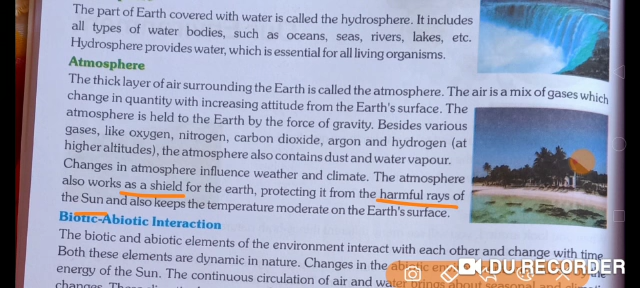 The part of Earth covered with water is called the hydrosphere. It includes
all types of water bodies, such as oceans, seas, rivers, lakes, etc.
Hydrosphere provides water, which is essential for all living organisms.
Atmosphere
The thick layer of air surrounding the Earth is called the atmosphere. The air is a mix of gases which
change in quantity with increasing attitude from the Earth's surface. The
atmosphere is held to the Earth by the force of gravity. Besides various
gases, like oxygen, nitrogen, carbon dioxide, argon and hydrogen (at
higher altitudes), the atmosphere also contains dust and water vapour.
Changes in atmosphere influence weather and climate. The atmosphere
also works as a shield for the earth, protecting it from the harmful rays of
the Sun and also keeps the temperature moderate on the Earth's surface.
Biotic-Abiotic Interaction
The biotic and abiotic elements of the environment interact with each other and change with time.
Both these elements are dynamic in nature. Changes in the abiotic
energy of the Sun. The continuous circulation of air and water brings about seasonal and
changes.
DU RECORDER